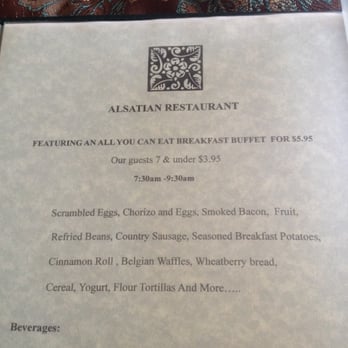 ALSATIAN RESTAURANT
FEATURING AN ALL YOU CAN EAT BREAKFAST BUFFET FOR $5.95
Our guests 7 & under $3.95
7:30am -9:30am
Scrambled Eggs, Chorizo and Eggs, Smoked Bacon, Fruit,
Refried Beans, Country Sausage, Seasoned Breakfast Potatoes,
Cinnamon Roll , Belgian Waffles, Wheatberry bread,
Cereal, Yogurt, Flour Tortillas And More…..
Beverages: